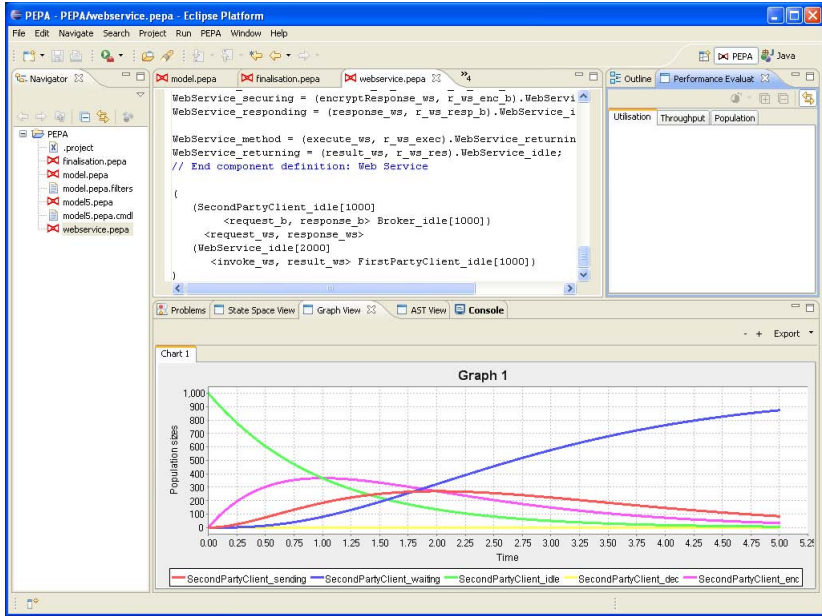 PEPA - PEPA/webservice.pepa - Eclipse Platform
File Edit Navigate Search Project Run PEPA Window Help
PEPA Java
Navigator
model.pepa finalisation.pepa webservice.pepa »4
Outline Performance Evaluat
Utilisation Throughput Population
PEPA
.project
finalisation.pepa
model.pepa
model.pepa.filters
model5.pepa
model5.pepa.cmdl
webservice.pepa
WebService_securing = (encryptResponse_ws, r_ws_enc_b).WebServi
WebService_responding = (response_ws, r_ws_resp_b).WebService_i
WebService_method = (execute_ws, r_ws_exec).WebService_returnin
WebService_returning = (result_ws, r_ws_res).WebService_idle;
// End component definition: Web Service
(
(SecondPartyClient_idle[1000]
<request_b, response_b> Broker_idle[1000])
<request_ws, response_ws>
(WebService_idle[2000]
<invoke_ws, result_ws> FirstPartyClient_idle[1000])
)
Problems State Space View Graph View AST View Console
- + Export
Chart 1
Graph 1
Population sizes
1,000
900
800
700
600
500
400
300
200
100
0
0.00 0.25 0.50 0.75 1.00 1.25 1.50 1.75 2.00 2.25 2.50 2.75 3.00 3.25 3.50 3.75 4.00 4.25 4.50 4.75 5.00 5.25
Time
SecondPartyClient_sending SecondPartyClient_waiting SecondPartyClient_idle SecondPartyClient_dec SecondPartyClient_enc